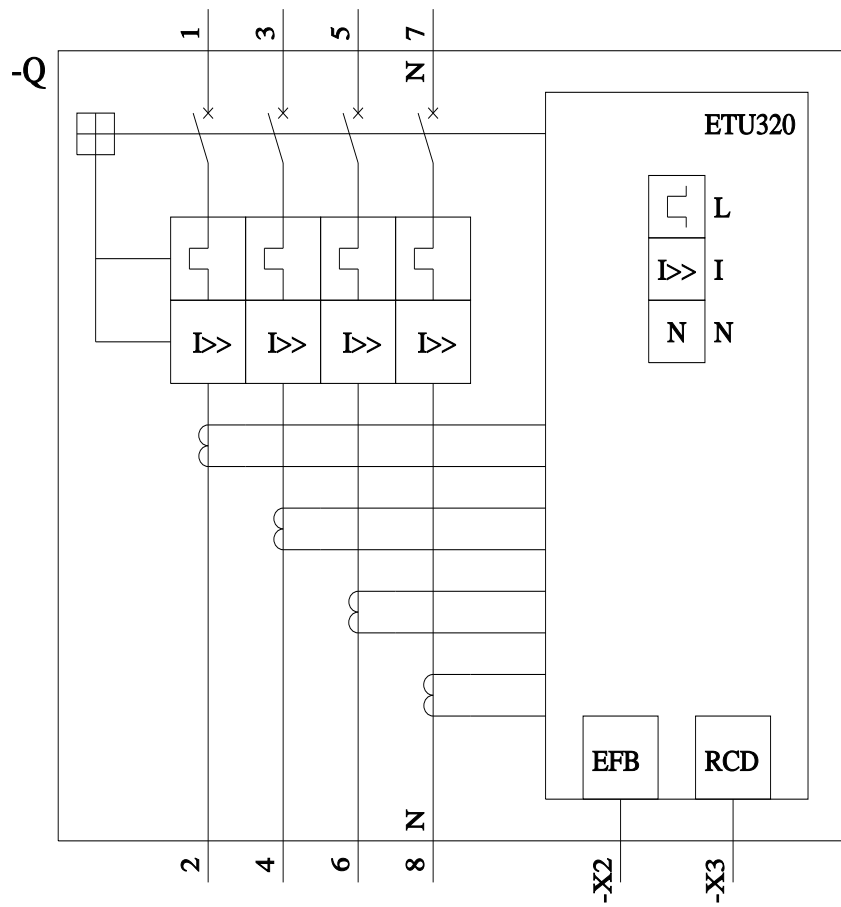 1 3 5 7
-Q
N
ETU320
L
I>> I
N N
I>> I>> I>> I>>
EFB RCD
N
2 4 6 8
-X2 -X3